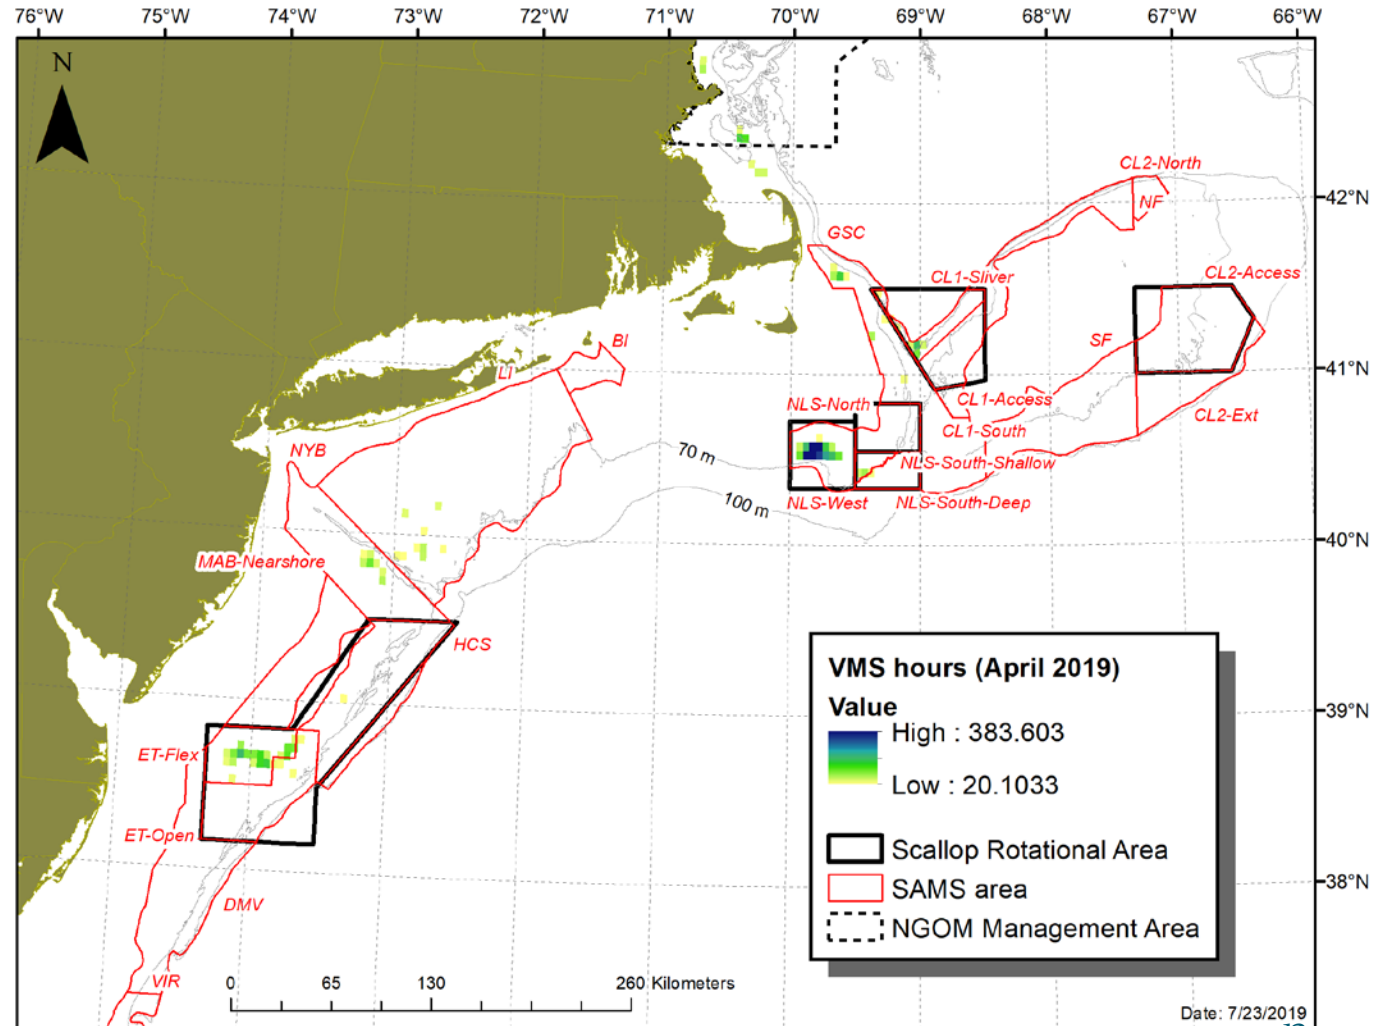 76°W 75°W 74°W 73°W 72°W 71°W 70°W 69°W 68°W 67°W 66°W
N
CL2-North
NF
42°N
GSC
CL1-Sliver
CL2-Access
BI
SF
41°N
LI
CL1-Access
NLS-North
CL2-Ext
CL1-South
NYB
70 m
NLS-South-Shallow
100 m
NLS-West
NLS-South-Deep
40°N
MAB-Nearshore
HCS
39°N
ET-Flex
ET-Open
38°N
DMV
VIR
VMS hours (April 2019)
Value
High : 383.603
Low : 20.1033
Scallop Rotational Area
SAMS area
NGOM Management Area
0 65 130 260 Kilometers
Date: 7/23/2019